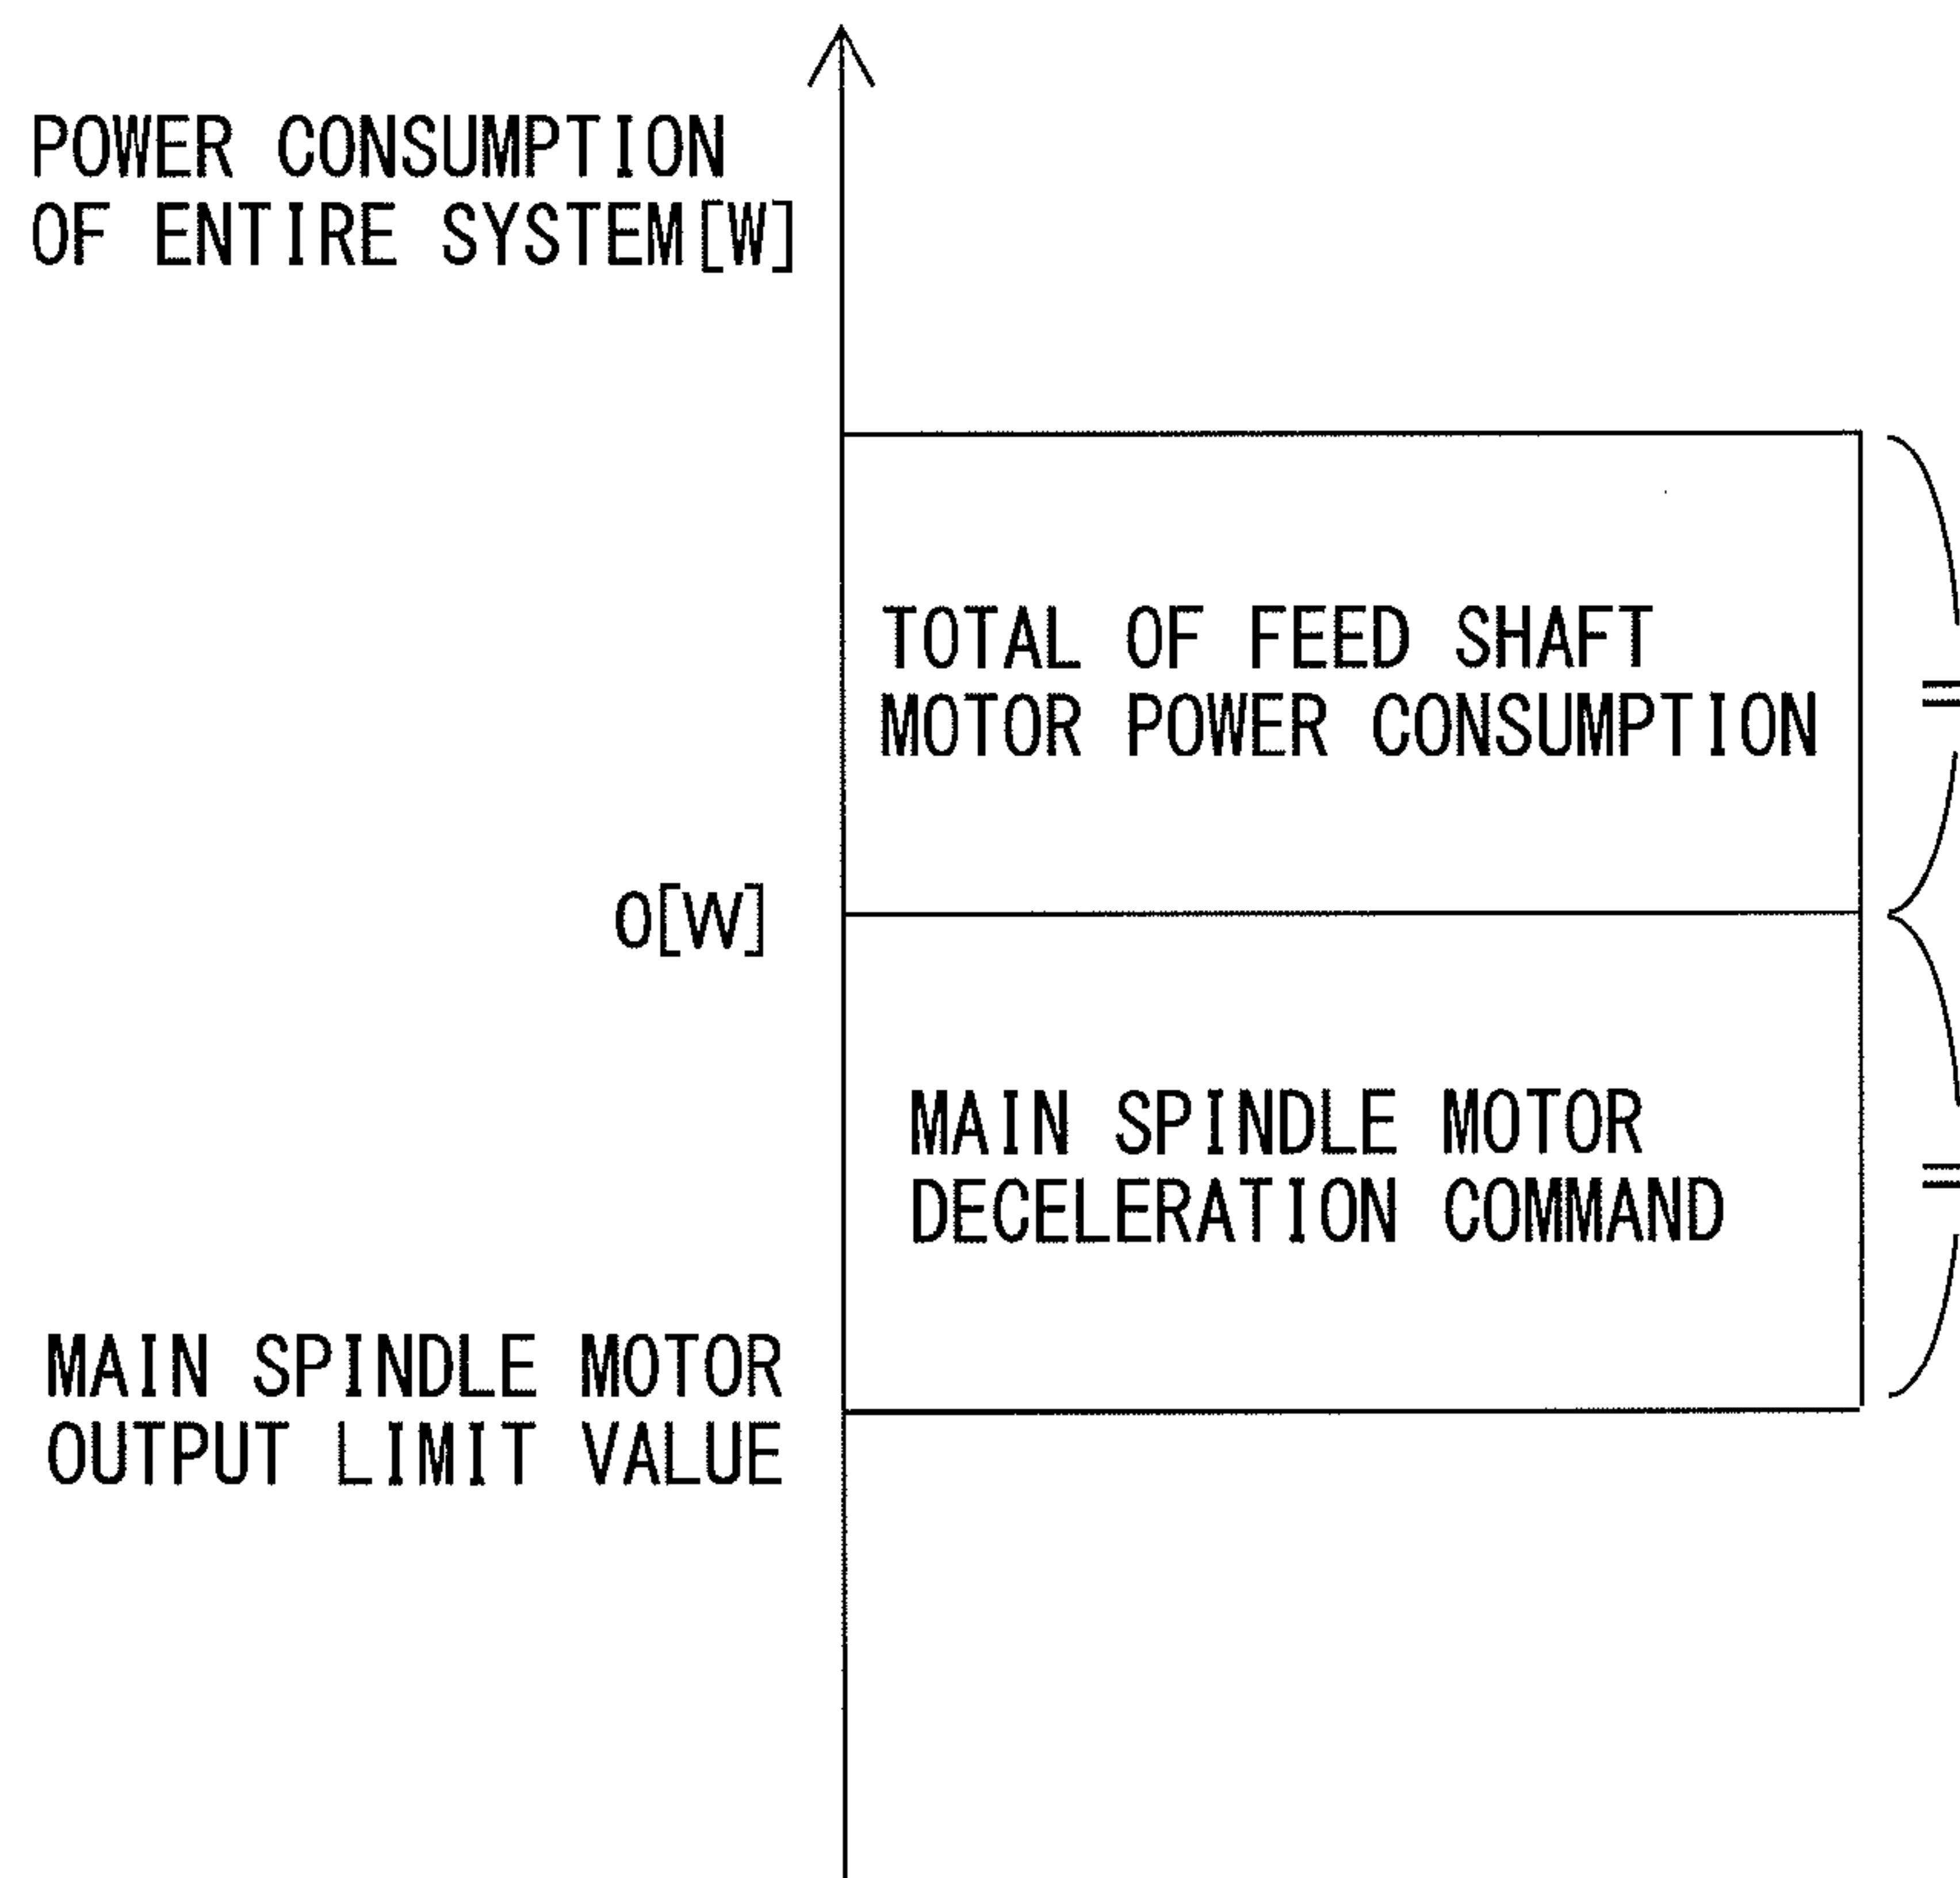 POWER CONSUMPTION
OF ENTIRE SYSTEM[W]
TOTAL OF FEED SHAFT
MOTOR POWER CONSUMPTION
=
0[W]
MAIN SPINDLE MOTOR
DECELERATION COMMAND
=
MAIN SPINDLE MOTOR
OUTPUT LIMIT VALUE